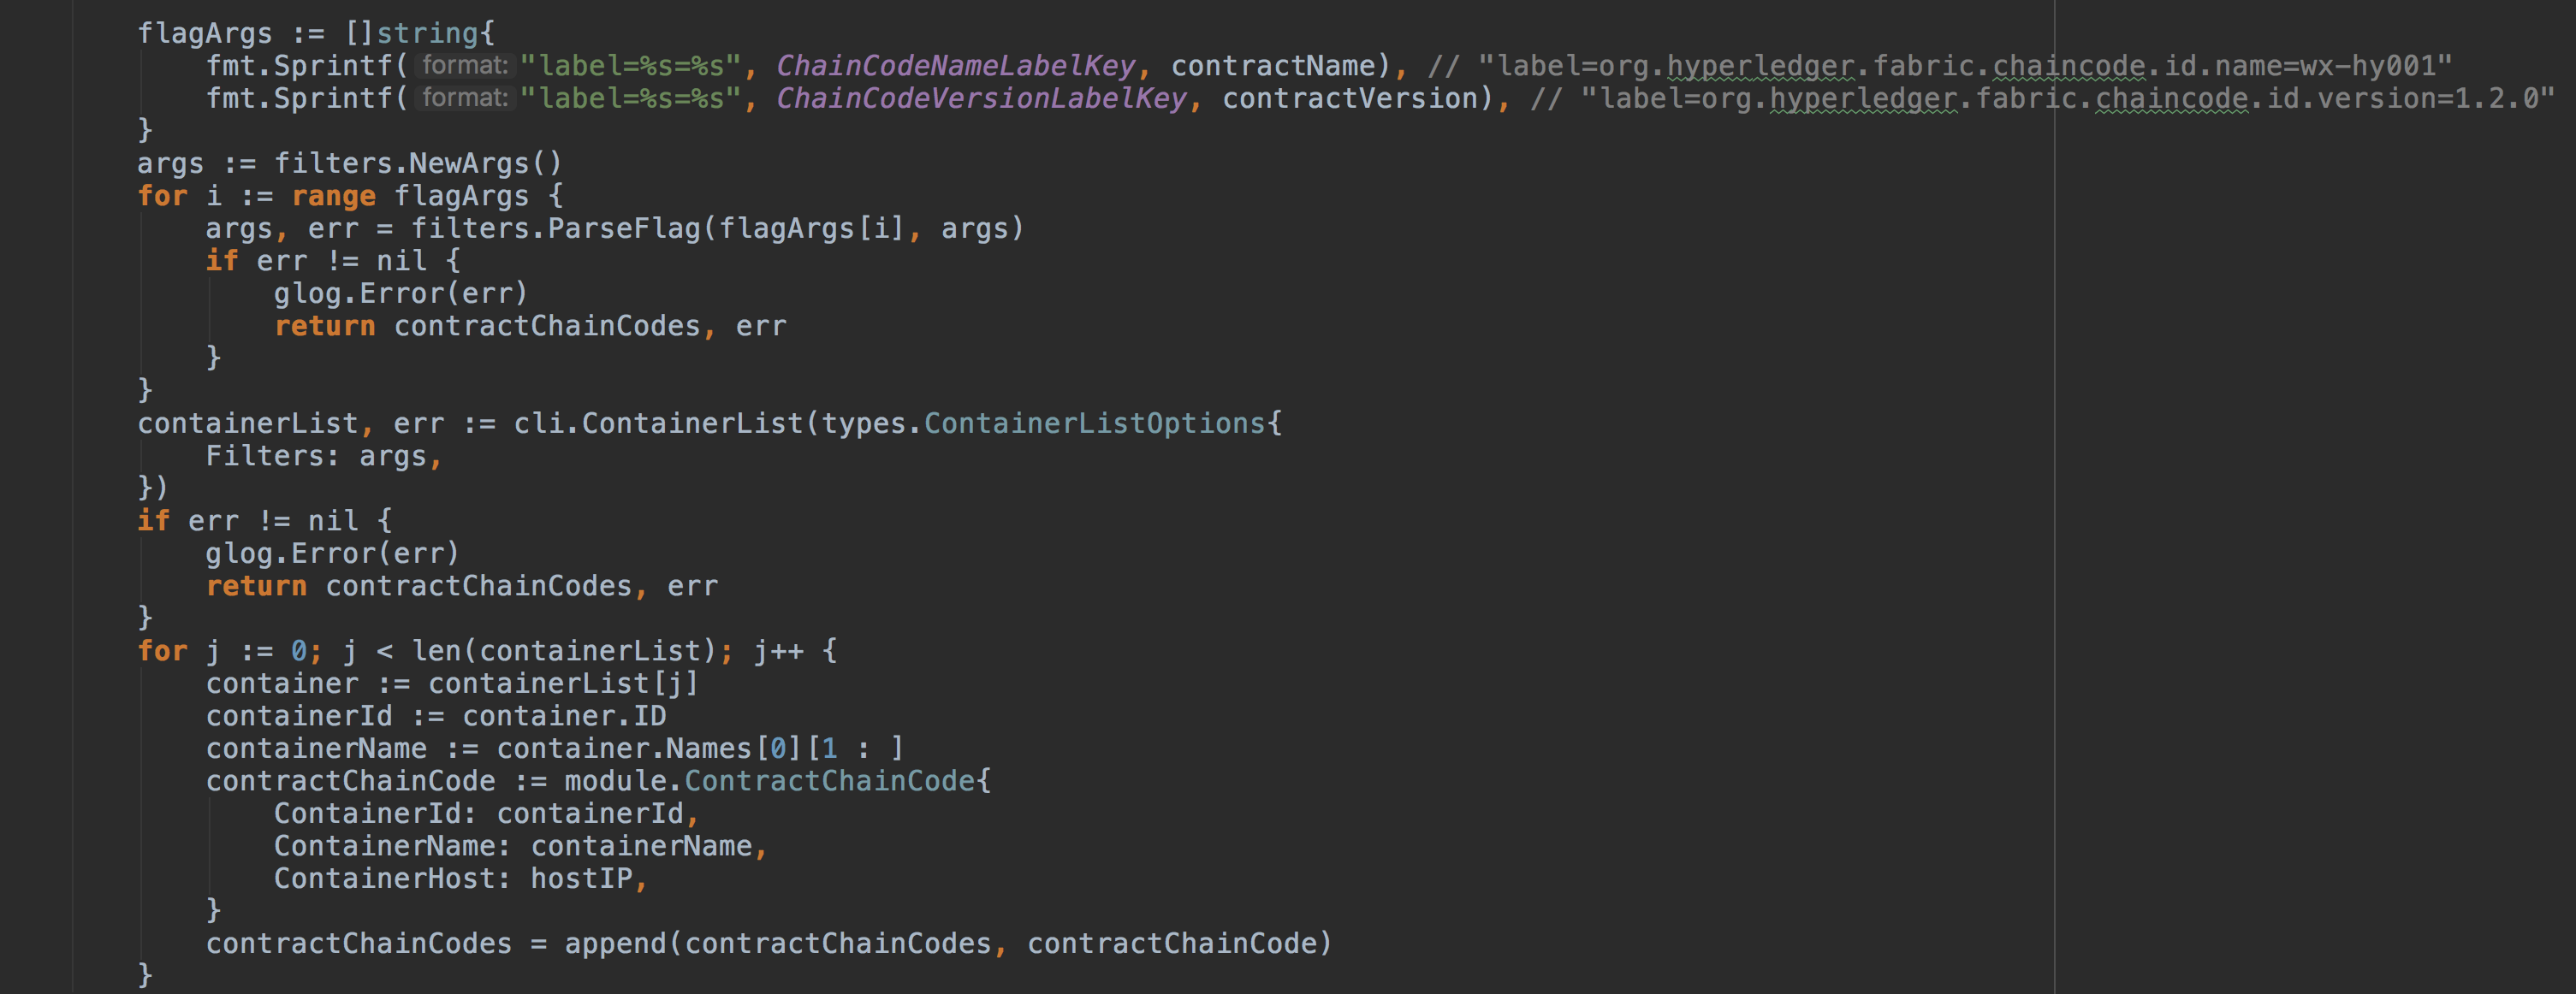 flagArgs := []string{
    fmt.Sprintf( format: "label=%s=%s", ChainCodeNameLabelKey, contractName), // "label=org.hyperledger.fabric.chaincode.id.name=wx-hy001"
    fmt.Sprintf( format: "label=%s=%s", ChainCodeVersionLabelKey, contractVersion), // "label=org.hyperledger.fabric.chaincode.id.version=1.2.0"
}
args := filters.NewArgs()
for i := range flagArgs {
    args, err = filters.ParseFlag(flagArgs[i], args)
    if err != nil {
        glog.Error(err)
        return contractChainCodes, err
    }
}
containerList, err := cli.ContainerList(types.ContainerListOptions{
    Filters: args,
})
if err != nil {
    glog.Error(err)
    return contractChainCodes, err
}
for j := 0; j < len(containerList); j++ {
    container := containerList[j]
    containerId := container.ID
    containerName := container.Names[0][1 : ]
    contractChainCode := module.ContractChainCode{
        ContainerId: containerId,
        ContainerName: containerName,
        ContainerHost: hostIP,
    }
    contractChainCodes = append(contractChainCodes, contractChainCode)
}